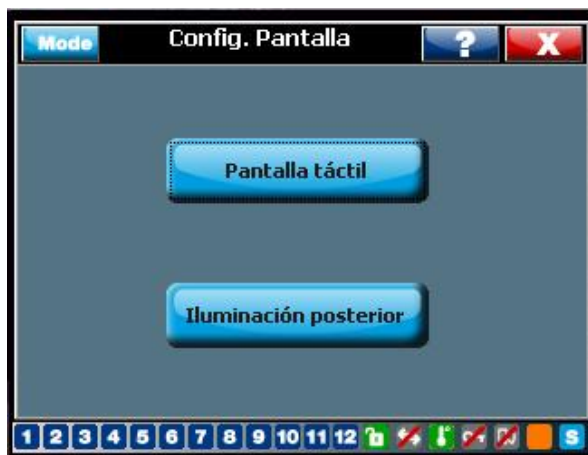 Mode Config. Pantalla ? X
Pantalla táctil
Iluminación posterior
1 2 3 4 5 6 7 8 9 10 11 12 S